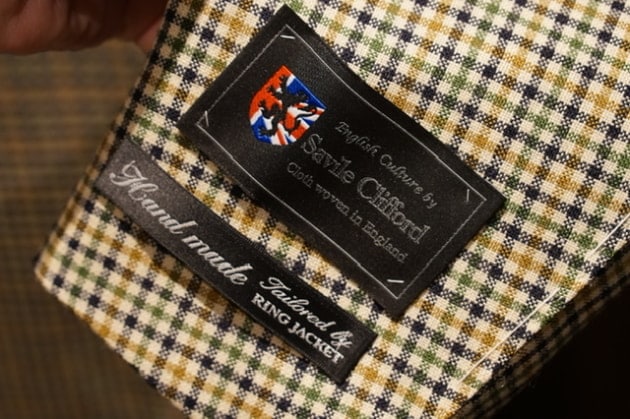 English Culture by
Savile Clifford
Cloth woven in England
Hand made
Tailored by
RING JACKET